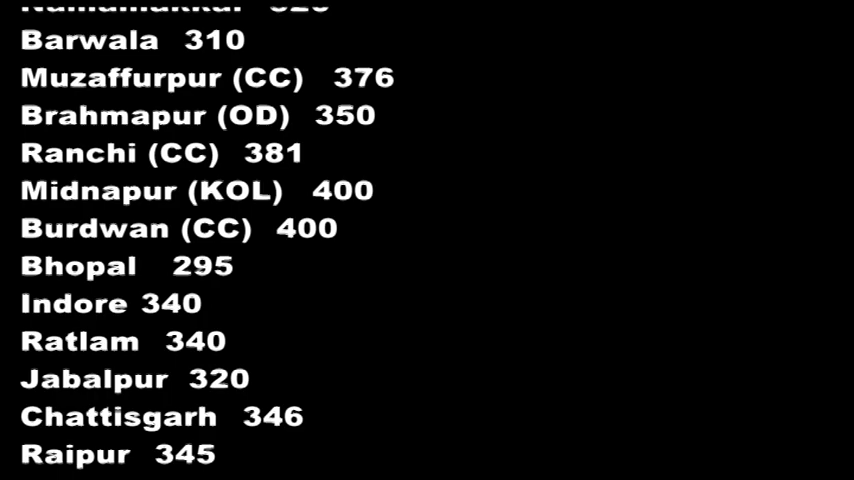 Barwala 310
Muzaffurpur (CC) 376
Brahmapur (OD) 350
Ranchi (CC) 381
Midnapur (KOL) 400
Burdwan (CC) 400
Bhopal 295
Indore 340
Ratlam 340
Jabalpur 320
Chattisgarh 346
Raipur 345